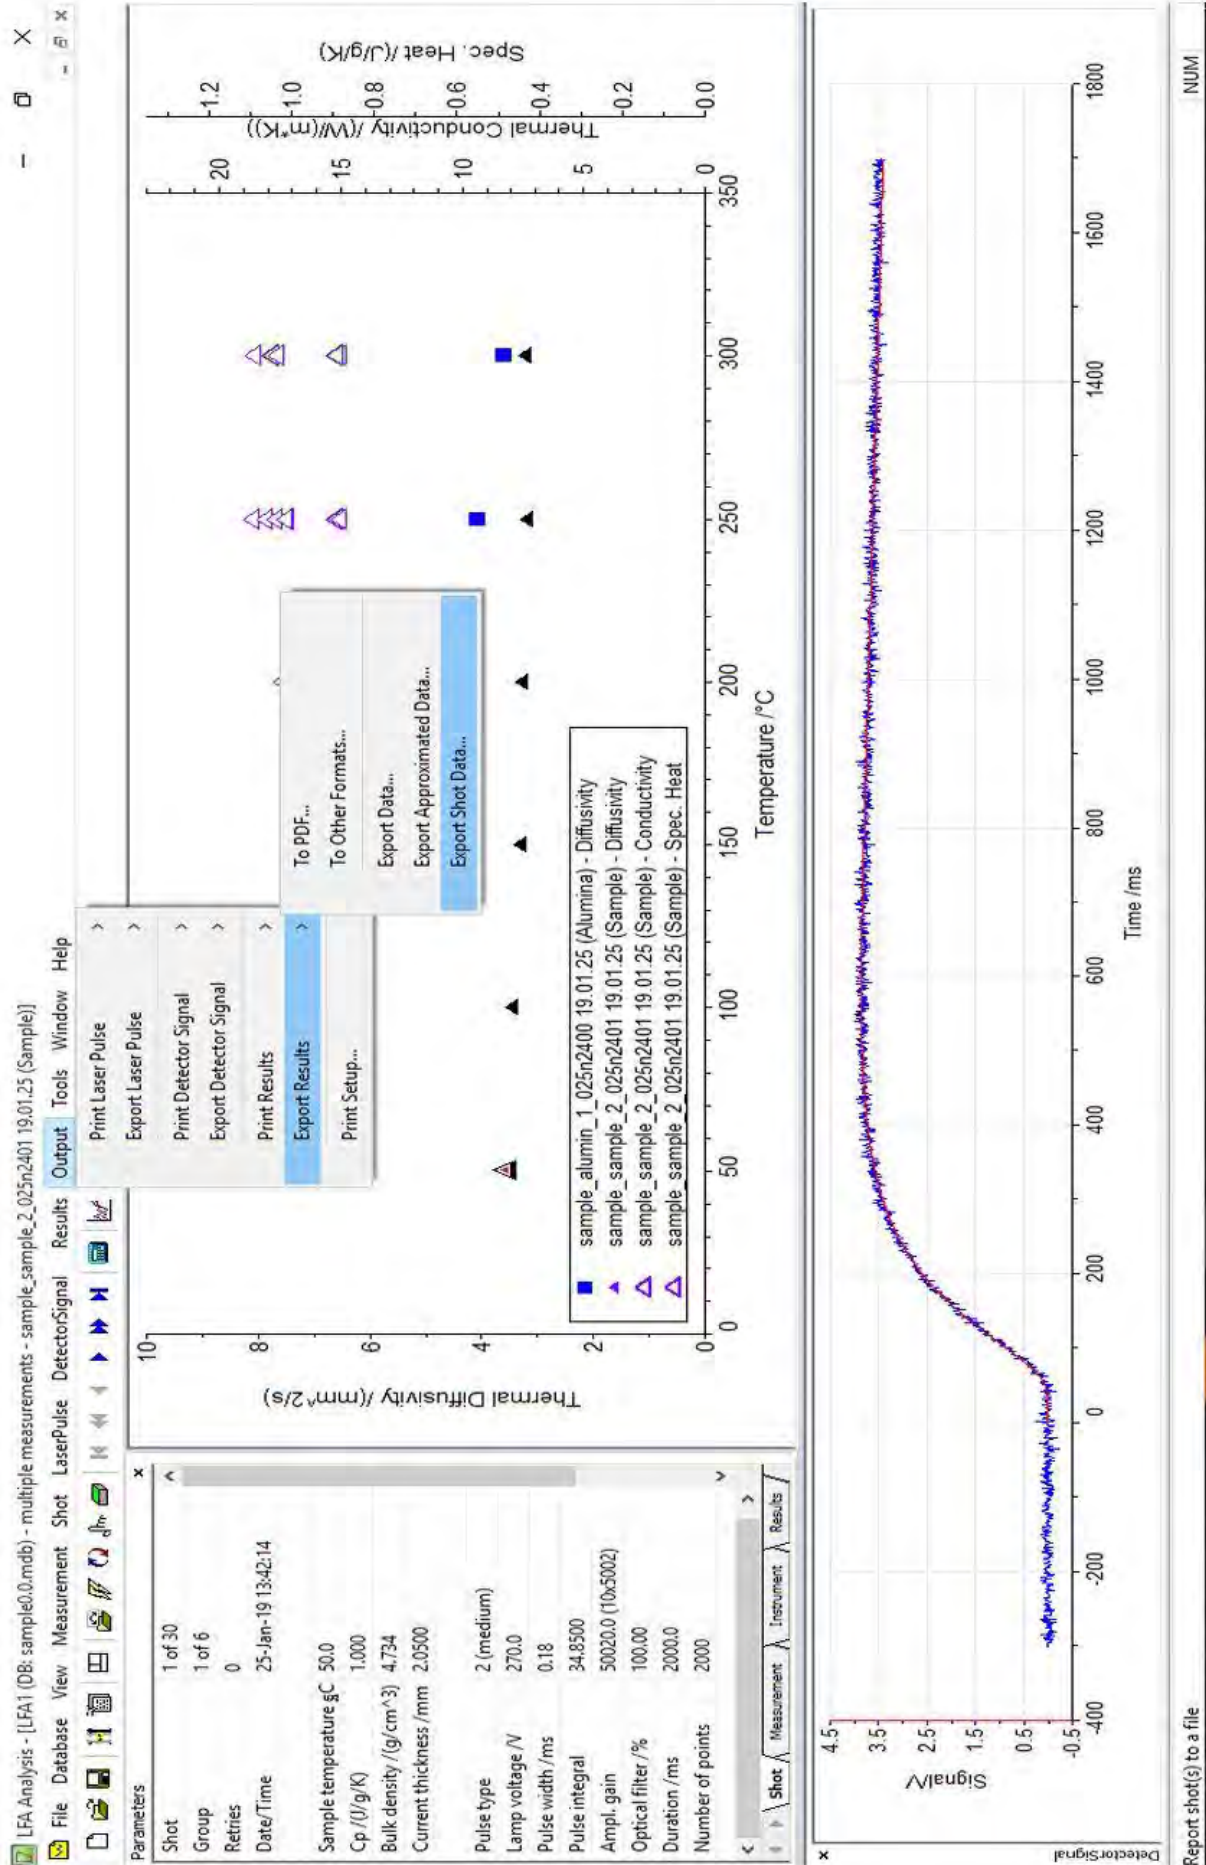 LFA Analysis - [LFA1 (DB: sample0.0.mdb) - multiple measurements - sample_sample_2_025n2401 19.01.25 (Sample)]
File Database View Measurement Shot LaserPulse DetectorSignal Results Output Tools Window Help
Parameters
Shot 1 of 30
Group 1 of 6
Retries 0
Date/Time 25-Jan-19 13:42:14
Sample temperature §C 50.0
Cp /(J/g/K) 1.000
Bulk density /(g/cm^3) 4.734
Current thickness /mm 2.0500
Pulse type 2 (medium)
Lamp voltage /V 270.0
Pulse width /ms 0.18
Pulse integral 34.8500
Ampl. gain 50020.0 (10x5002)
Optical filter /% 100.00
Duration /ms 2000.0
Number of points 2000
Shot Measurement Instrument Results
Print Laser Pulse >
Export Laser Pulse >
Print Detector Signal >
Export Detector Signal >
Print Results >
Export Results >
Print Setup...
To PDF...
To Other Formats...
Export Data...
Export Approximated Data...
Export Shot Data...
Thermal Diffusivity /(mm^2/s)
10
8
6
4
2
0
0 50 100 150 200 250 300 350
Temperature /°C
sample_alumin_1_025n2400 19.01.25 (Alumina) - Diffusivity
sample_sample_2_025n2401 19.01.25 (Sample) - Diffusivity
sample_sample_2_025n2401 19.01.25 (Sample) - Conductivity
sample_sample_2_025n2401 19.01.25 (Sample) - Spec. Heat
20
15
10
5
0
Thermal Conductivity /(W/(m*K))
1.2
1.0
0.8
0.6
0.4
0.2
0.0
Spec. Heat /(J/g/K)
DetectorSignal
Signal/V
4.5
3.5
2.5
1.5
0.5
-0.5
-400 -200 0 200 400 600 800 1000 1200 1400 1600 1800
Time /ms
Report shot(s) to a file
NUM